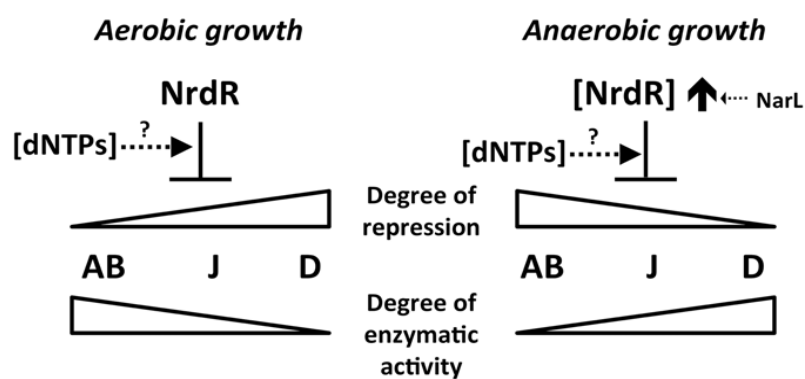 Aerobic growth
Anaerobic growth
NrdR
[NrdR]
NarL
?
[dNTPs]
?
[dNTPs]
Degree of
repression
AB J D
AB J D
Degree of
enzymatic
activity